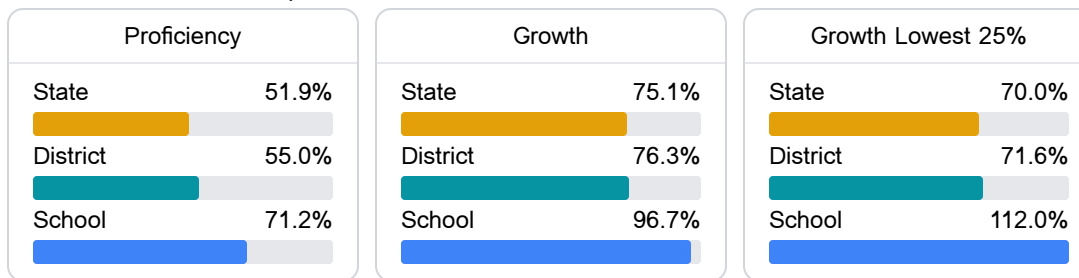 Proficiency
State 51.9%
District 55.0%
School 71.2%
Growth
State 75.1%
District 76.3%
School 96.7%
Growth Lowest 25%
State 70.0%
District 71.6%
School 112.0%